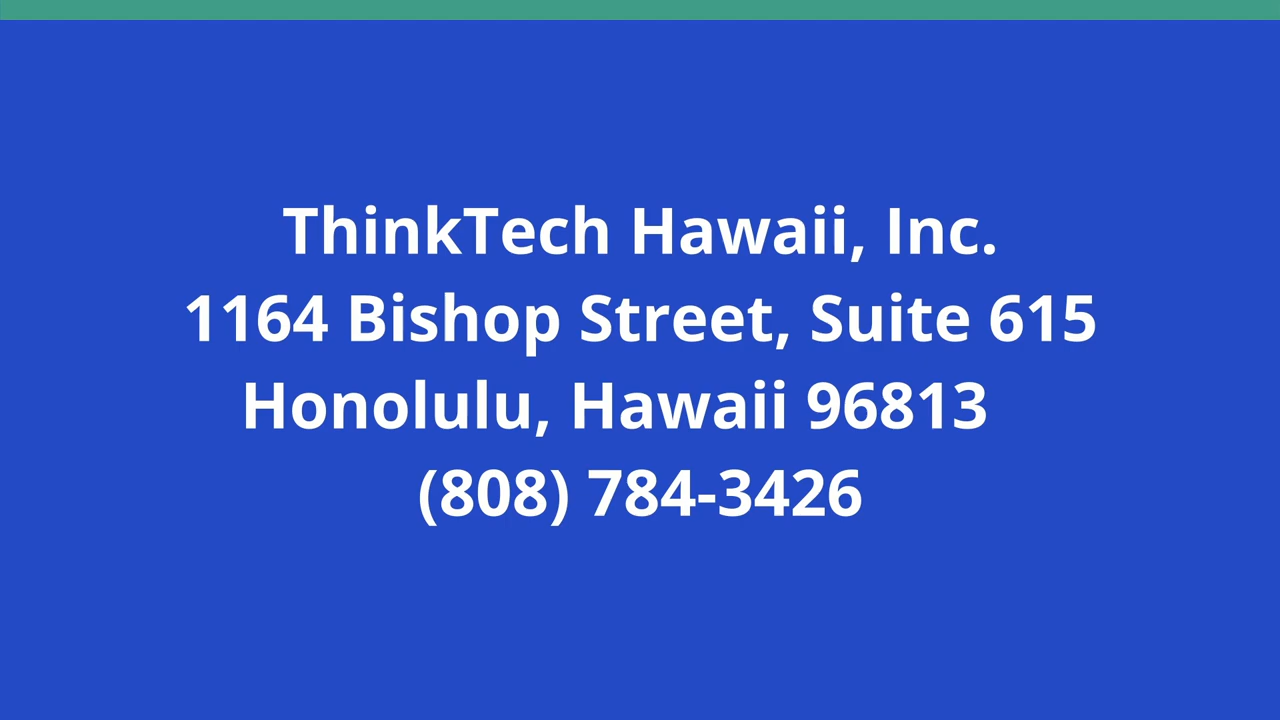 ThinkTech Hawaii, Inc.
1164 Bishop Street, Suite 615
Honolulu, Hawaii 96813
(808) 784-3426